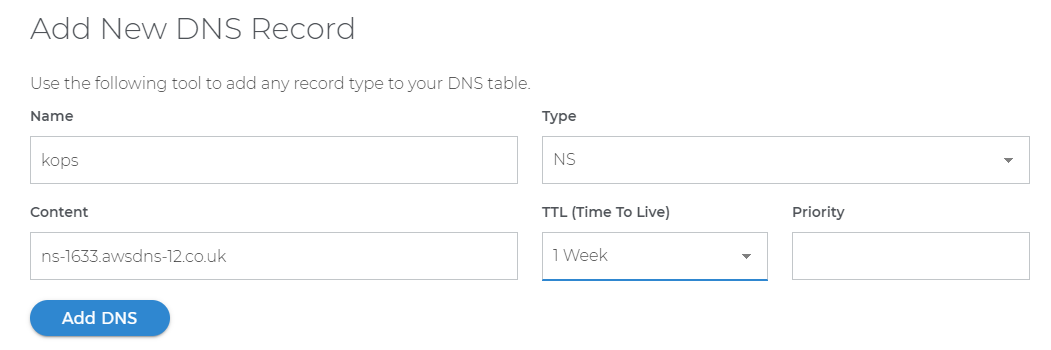 Add New DNS Record
Use the following tool to add any record type to your DNS table.
Name
Type
kops
NS
Content
TTL (Time To Live)
Priority
ns-1633.awsdns-12.co.uk
1 Week
Add DNS